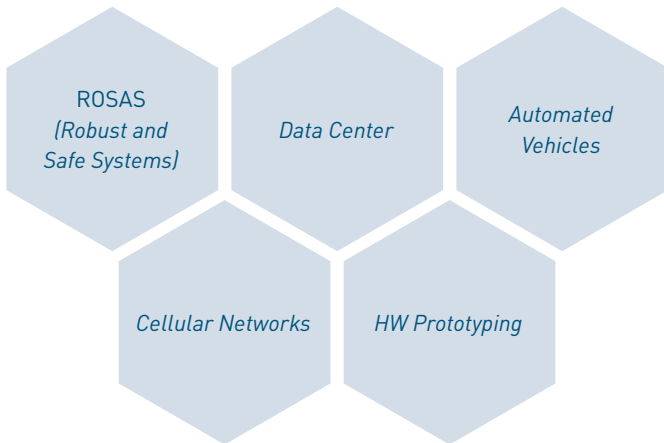 ROSAS
(Robust and
Safe Systems)
Data Center
Automated
Vehicles
Cellular Networks
HW Prototyping